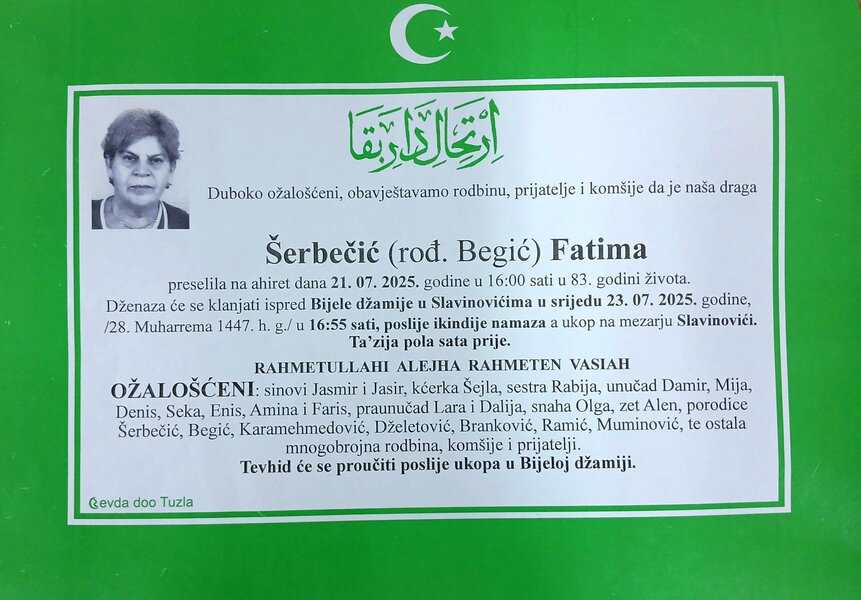 اِرْتِحَالِ دَارِ بَقَا
Duboko ožalošćeni, obavještavamo rodbinu, prijatelje i komšije da je naša draga
Šerbečić (rođ. Begić) Fatima
preselila na ahiret dana 21. 07. 2025. godine u 16:00 sati u 83. godini života.
Dženaza će se klanjati ispred Bijele džamije u Slavinovićima u srijedu 23. 07. 2025. godine,
/28. Muharrema 1447. h. g./ u 16:55 sati, poslije ikindije namaza a ukop na mezarju Slavinovići.
Ta’zija pola sata prije.
RAHMETULLAHI ALEJHA RAHMETEN VASIAH
OŽALOŠĆENI: sinovi Jasmir i Jasir, kćerka Šejla, sestra Rabija, unučad Damir, Mija,
Denis, Seka, Enis, Amina i Faris, praunučad Lara i Dalija, snaha Olga, zet Alen, porodice
Šerbečić, Begić, Karamehmedović, Dželetović, Branković, Ramić, Muminović, te ostala
mnogobrojna rodbina, komšije i prijatelji.
Tevhid će se proučiti poslije ukopa u Bijeloj džamiji.
Sevda doo Tuzla